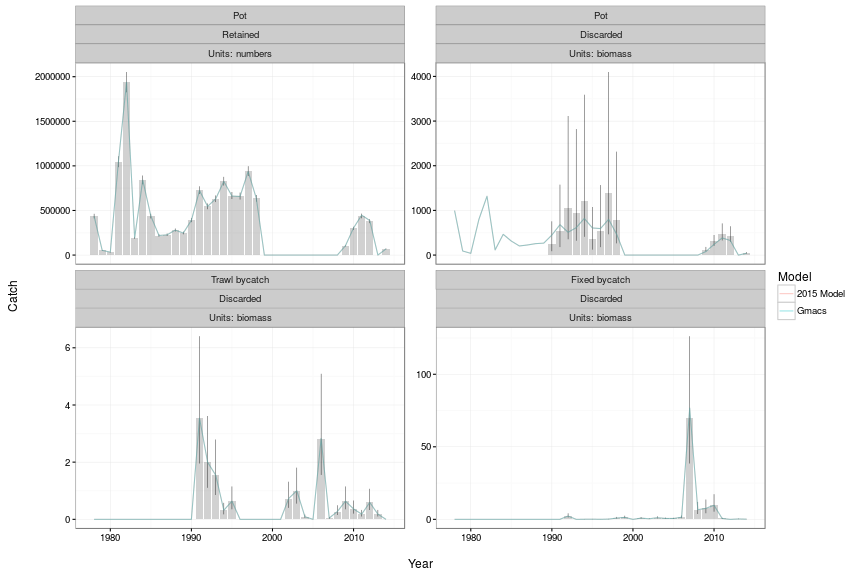 Pot
Retained
Units: numbers
Pot
Discarded
Units: biomass
2000000
1500000
1000000
500000
0
4000
3000
2000
1000
0
Trawl bycatch
Discarded
Units: biomass
Fixed bycatch
Discarded
Units: biomass
6
4
2
0
100
50
0
1980 1990 2000 2010
1980 1990 2000 2010
Catch
Year
Model
2015 Model
Gmacs